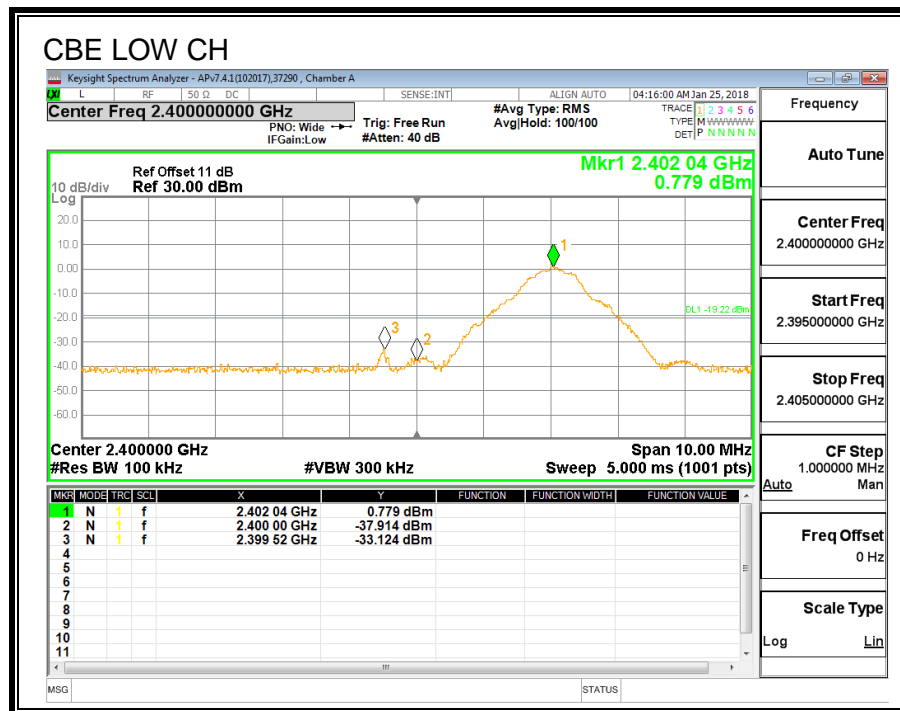 CBE LOW CH
Keysight Spectrum Analyzer - APv7.4.1(102017),37290 , Chamber A
LXI L RF 50 Ω DC SENSE:INT ALIGN AUTO 04:16:00 AM Jan 25, 2018
Center Freq 2.400000000 GHz
PNO: Wide
IFGain:Low
Trig: Free Run
#Atten: 40 dB
#Avg Type: RMS
Avg|Hold: 100/100
TRACE 1 2 3 4 5 6
TYPE M W W W W W
DET P N N N N N
Ref Offset 11 dB
Ref 30.00 dBm
10 dB/div
Log
Mkr1 2.402 04 GHz
0.779 dBm
20.0
10.0
0.00
-10.0
-20.0
-30.0
-40.0
-50.0
-60.0
1
2
3
DL1 -19.22 dBm
Center 2.400000 GHz
Span 10.00 MHz
#Res BW 100 kHz
#VBW 300 kHz
Sweep 5.000 ms (1001 pts)
MKR MODE TRC SCL X Y FUNCTION FUNCTION WIDTH FUNCTION VALUE
1 N 1 f 2.402 04 GHz 0.779 dBm
2 N 1 f 2.400 00 GHz -37.914 dBm
3 N 1 f 2.399 52 GHz -33.124 dBm
4
5
6
7
8
9
10
11
MSG
STATUS
Frequency
Auto Tune
Center Freq
2.400000000 GHz
Start Freq
2.395000000 GHz
Stop Freq
2.405000000 GHz
CF Step
1.000000 MHz
Auto Man
Freq Offset
0 Hz
Scale Type
Log Lin